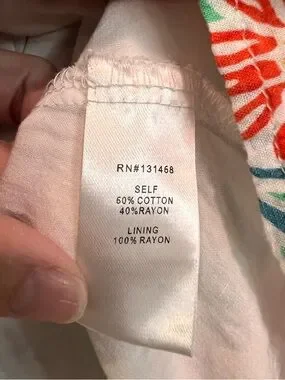 RN#131468
SELF
60% COTTON
40%RAYON
LINING
100% RAYON